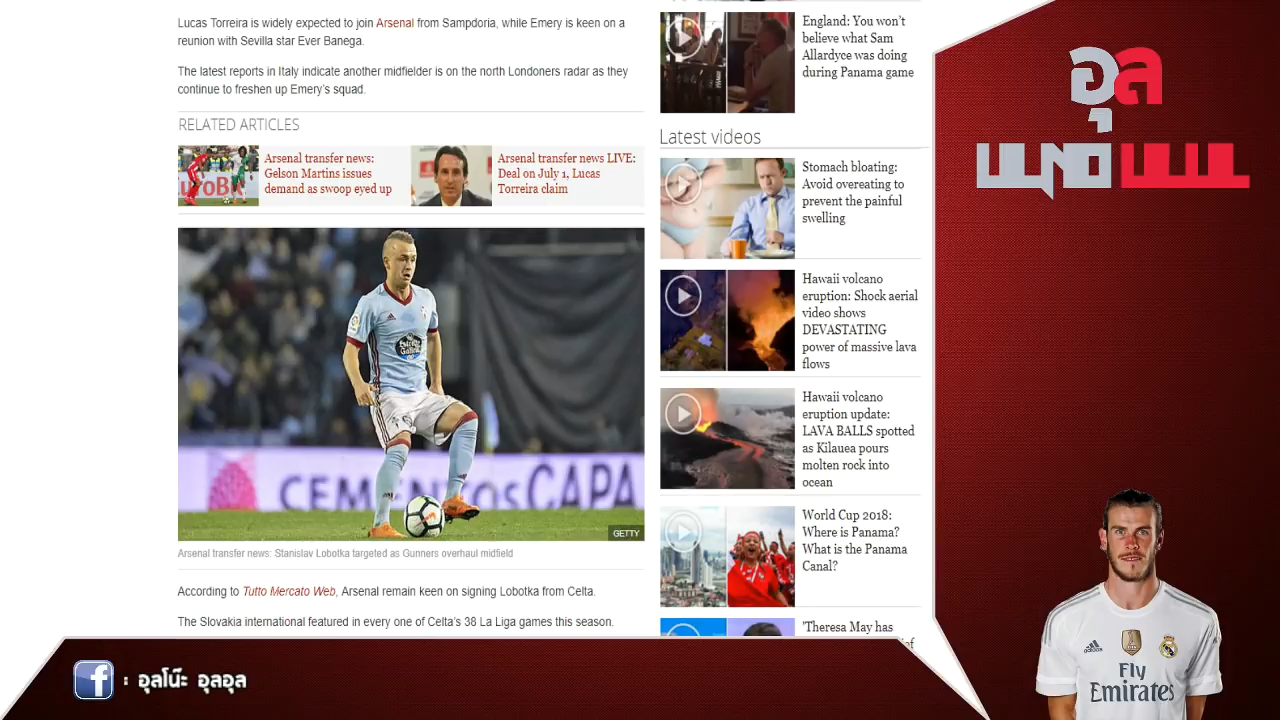 Lucas Torreira is widely expected to join Arsenal from Sampdoria, while Emery is keen on a
reunion with Sevilla star Ever Banega.
The latest reports in Italy indicate another midfielder is on the north Londoners radar as they
continue to freshen up Emery's squad.
RELATED ARTICLES
Arsenal transfer news:
Gelson Martins issues
demand as swoop eyed up
Arsenal transfer news LIVE:
Deal on July 1, Lucas
Torreira claim
Estrella
Galicia
CEMENTOS CAPA
GETTY
Arsenal transfer news: Stanislav Lobotka targeted as Gunners overhaul midfield
According to Tutto Mercato Web, Arsenal remain keen on signing Lobotka from Celta.
The Slovakia international featured in every one of Celta's 38 La Liga games this season.
England: You won't
believe what Sam
Allardyce was doing
during Panama game
Latest videos
Stomach bloating:
Avoid overeating to
prevent the painful
swelling
Hawaii volcano
eruption: Shock aerial
video shows
DEVASTATING
power of massive lava
flows
Hawaii volcano
eruption update:
LAVA BALLS spotted
as Kilauea pours
molten rock into
ocean
World Cup 2018:
Where is Panama?
What is the Panama
Canal?
'Theresa May has
อุล
adidas
Fly
Emirates
f : อุลโน๊ะ อุลอุล